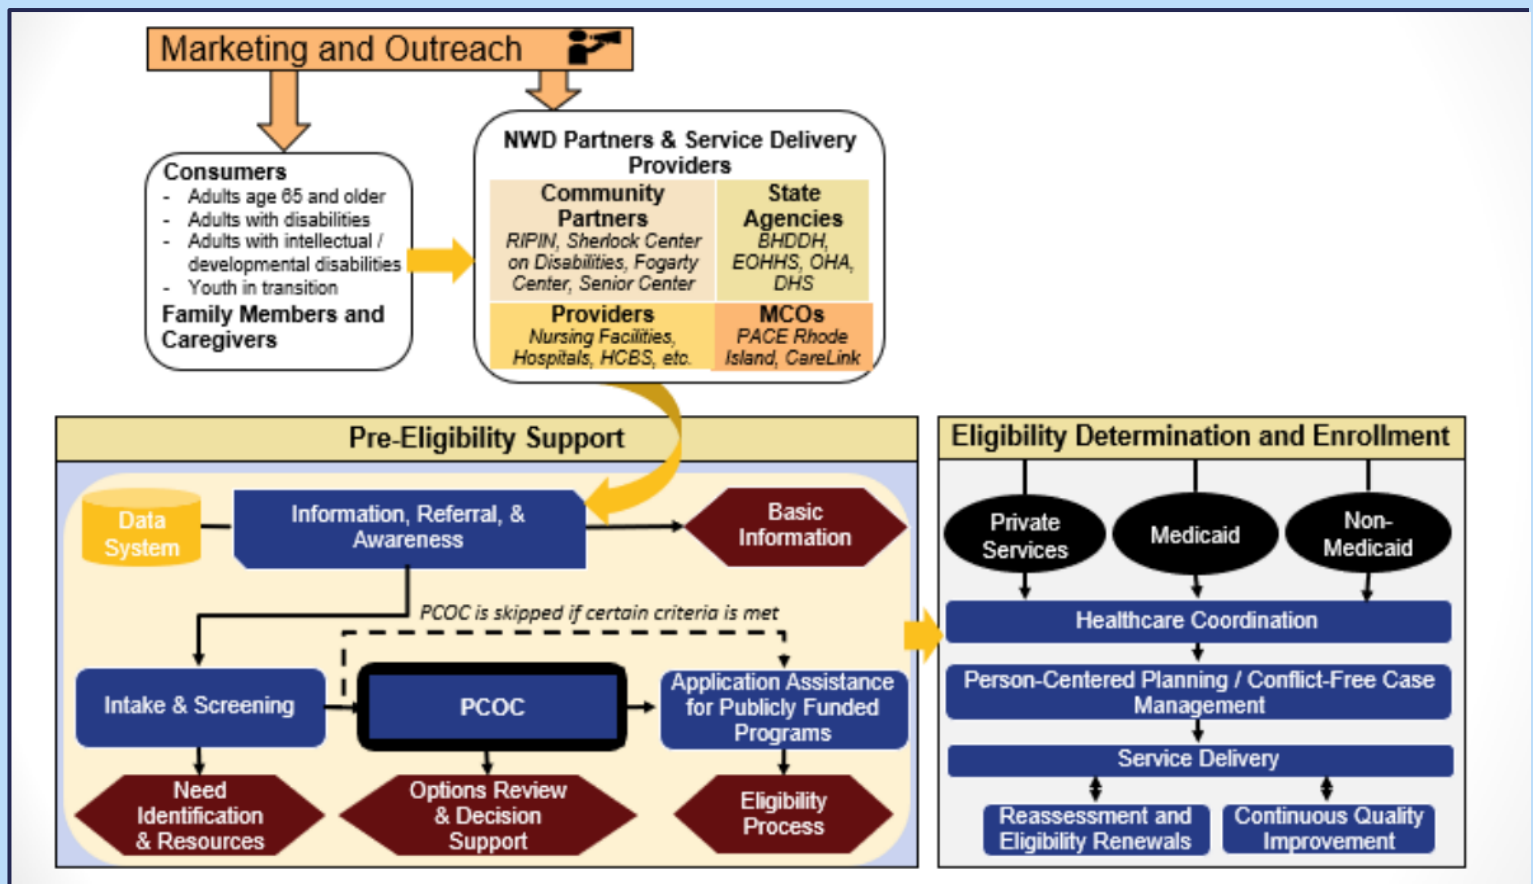 Marketing and Outreach
Consumers
- Adults age 65 and older
- Adults with disabilities
- Adults with intellectual /
developmental disabilities
- Youth in transition
Family Members and
Caregivers
NWD Partners & Service Delivery
Providers
Community
Partners
RIPIN, Sherlock Center
on Disabilities, Fogarty
Center, Senior Center
State
Agencies
BHDDH,
EOHHS, OHA,
DHS
Providers
Nursing Facilities,
Hospitals, HCBS, etc.
MCOs
PACE Rhode
Island, CareLink
Pre-Eligibility Support
Data
System
Information, Referral, &
Awareness
Basic
Information
PCOC is skipped if certain criteria is met
Intake & Screening
PCOC
Application Assistance
for Publicly Funded
Programs
Need
Identification
& Resources
Options Review
& Decision
Support
Eligibility
Process
Eligibility Determination and Enrollment
Private
Services
Medicaid
Non-
Medicaid
Healthcare Coordination
Person-Centered Planning / Conflict-Free Case
Management
Service Delivery
Reassessment and
Eligibility Renewals
Continuous Quality
Improvement